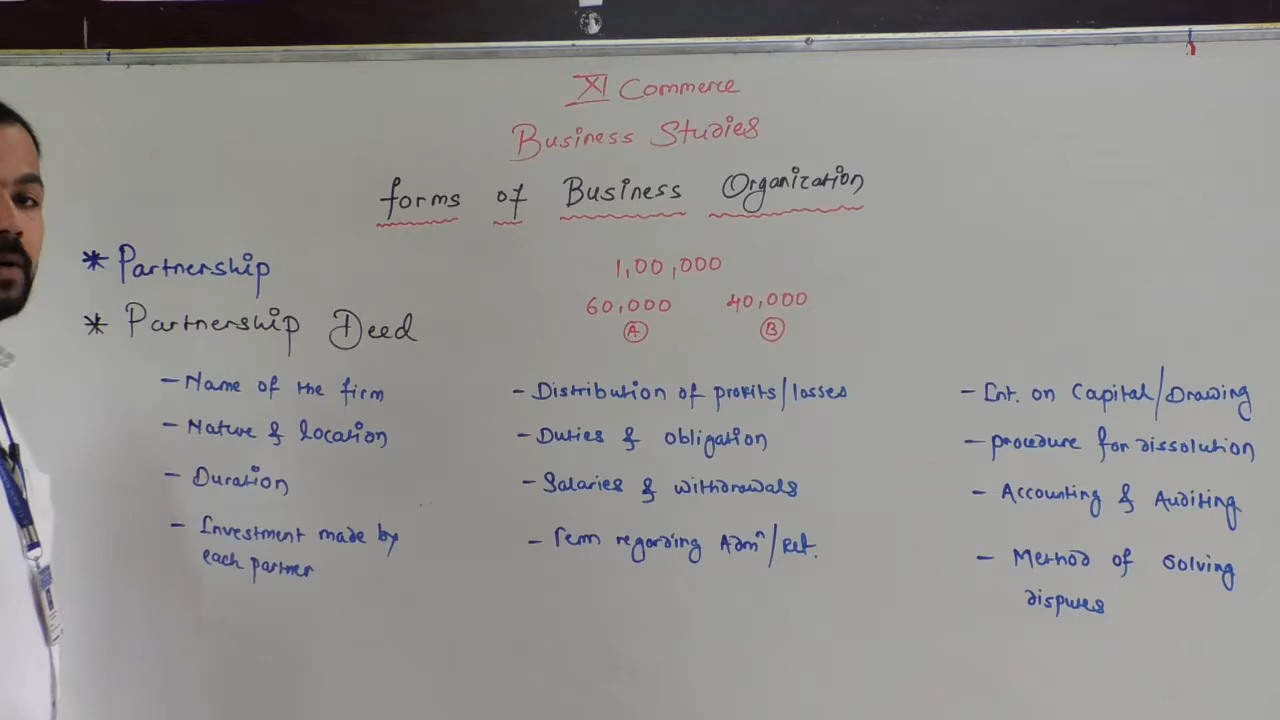 XI Commerce
Business Studies
forms of Business Organization
* Partnership
1,00,000
60,000 40,000
A B
* Partnership Deed
- Name of the firm
- Nature & location
- Duration
- Investment made by
each partner
- Distribution of profits/losses
- Duties & obligation
- Salaries & withdrawals
- Term regarding Admⁿ/Ret.
- Int. on Capital/Drawing
- procedure for dissolution
- Accounting & Auditing
- Method of Solving
disputes